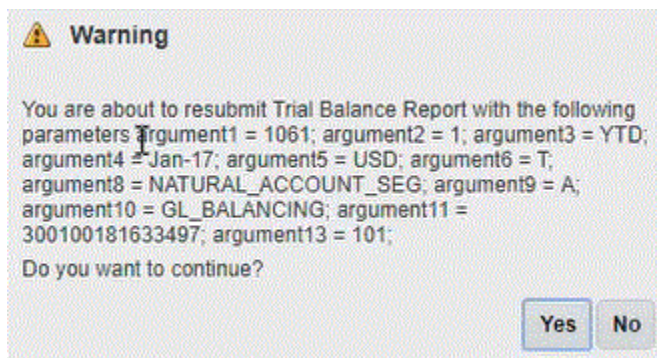 Warning
You are about to resubmit Trial Balance Report with the following
parameters argument1 = 1061; argument2 = 1; argument3 = YTD;
argument4 = Jan-17; argument5 = USD; argument6 = T;
argument8 = NATURAL_ACCOUNT_SEG; argument9 = A;
argument10 = GL_BALANCING; argument11 =
300100181633497; argument13 = 101;
Do you want to continue?
Yes No